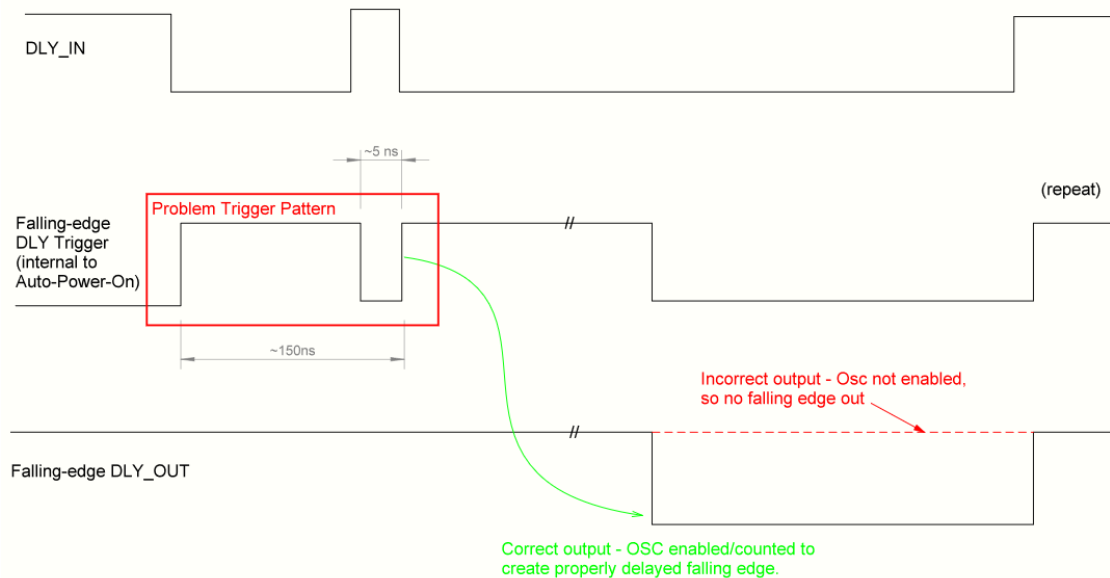 DLY_IN
~5 ns
(repeat)
Problem Trigger Pattern
Falling-edge
DLY Trigger
(internal to
Auto-Power-On)
//
~150ns
Incorrect output - Osc not enabled,
so no falling edge out
//
Falling-edge DLY_OUT
Correct output - OSC enabled/counted to
create properly delayed falling edge.